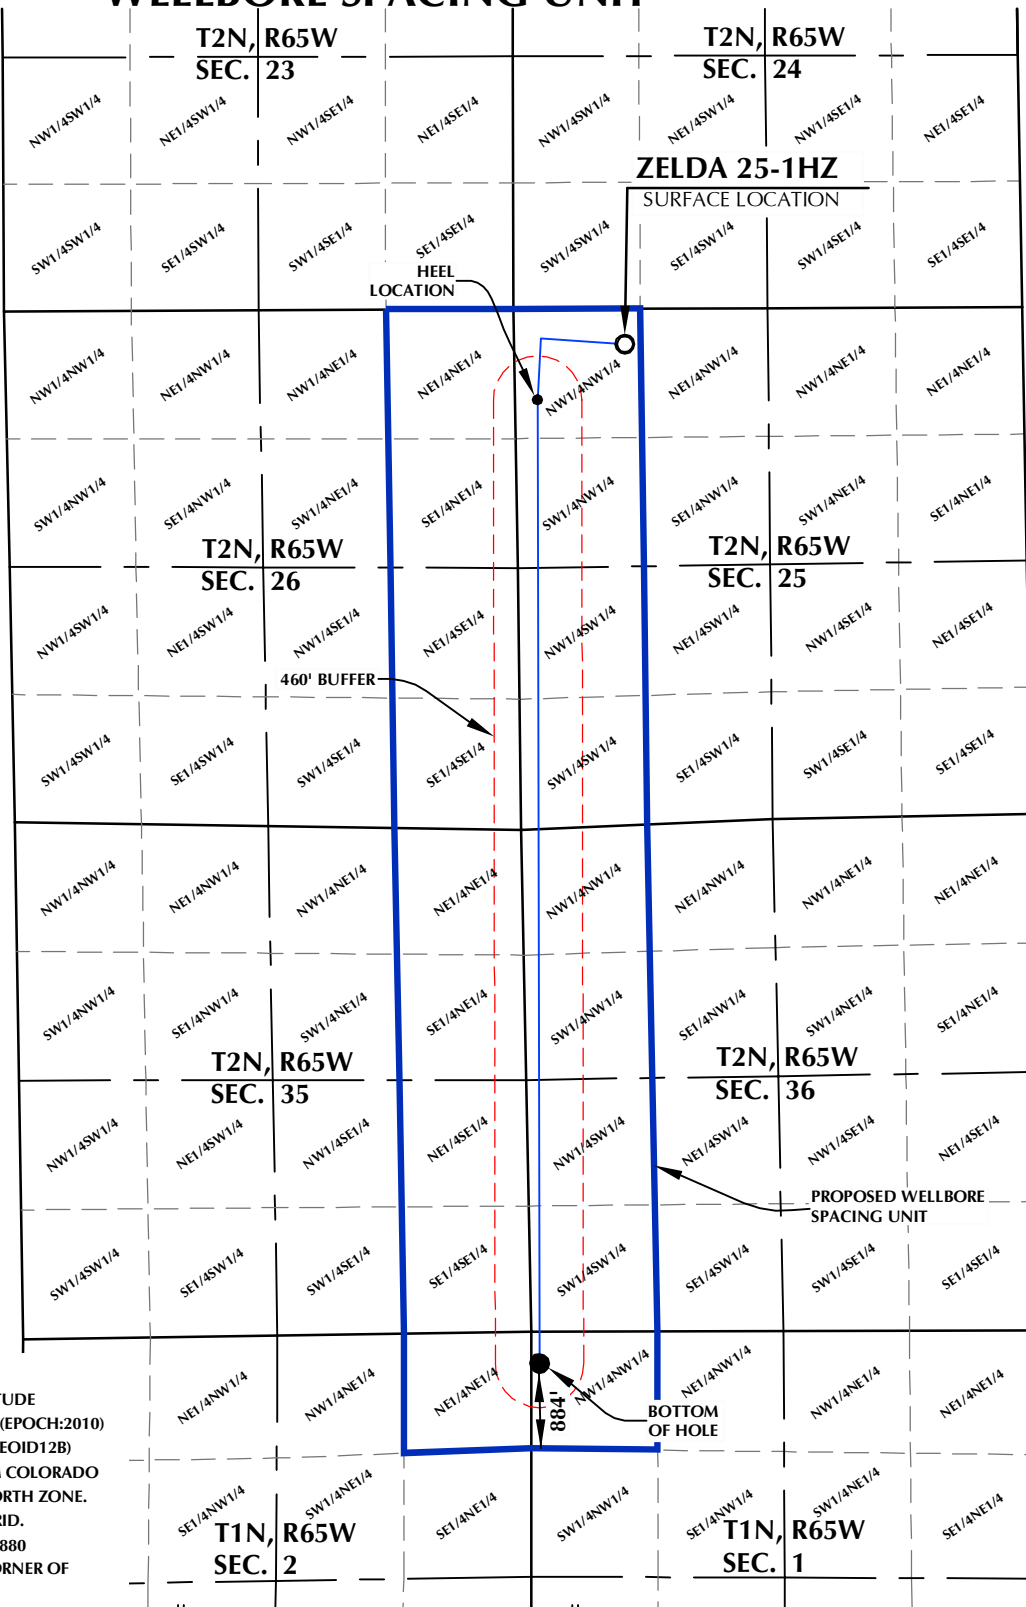 WELLBORE SPACING UNIT
T2N, R65W
SEC. 23
T2N, R65W
SEC. 24
NW1/4SW1/4
NE1/4SW1/4
NW1/4SE1/4
NE1/4SE1/4
NW1/4SW1/4
NE1/4SW1/4
NW1/4SE1/4
NE1/4SE1/4
ZELDA 25-1HZ
SURFACE LOCATION
SW1/4SW1/4
SE1/4SW1/4
SW1/4SE1/4
SE1/4SE1/4
SW1/4SW1/4
SE1/4SW1/4
SW1/4SE1/4
SE1/4SE1/4
HEEL
LOCATION
NW1/4NW1/4
NE1/4NW1/4
NW1/4NE1/4
NE1/4NE1/4
NW1/4NW1/4
NE1/4NW1/4
NW1/4NE1/4
NE1/4NE1/4
SW1/4NW1/4
SE1/4NW1/4
SW1/4NE1/4
SE1/4NE1/4
SW1/4NW1/4
SE1/4NW1/4
SW1/4NE1/4
SE1/4NE1/4
T2N, R65W
SEC. 26
T2N, R65W
SEC. 25
NW1/4SW1/4
NE1/4SW1/4
NW1/4SE1/4
NE1/4SE1/4
NW1/4SW1/4
NE1/4SW1/4
NW1/4SE1/4
NE1/4SE1/4
460' BUFFER
SW1/4SW1/4
SE1/4SW1/4
SW1/4SE1/4
SE1/4SE1/4
SW1/4SW1/4
SE1/4SW1/4
SW1/4SE1/4
SE1/4SE1/4
NW1/4NW1/4
NE1/4NW1/4
NW1/4NE1/4
NE1/4NE1/4
NW1/4NW1/4
NE1/4NW1/4
NW1/4NE1/4
NE1/4NE1/4
SW1/4NW1/4
SE1/4NW1/4
SW1/4NE1/4
SE1/4NE1/4
SW1/4NW1/4
SE1/4NW1/4
SW1/4NE1/4
SE1/4NE1/4
T2N, R65W
SEC. 35
T2N, R65W
SEC. 36
NW1/4SW1/4
NE1/4SW1/4
NW1/4SE1/4
NE1/4SE1/4
NW1/4SW1/4
NE1/4SW1/4
NW1/4SE1/4
NE1/4SE1/4
PROPOSED WELLBORE
SPACING UNIT
SW1/4SW1/4
SE1/4SW1/4
SW1/4SE1/4
SE1/4SE1/4
SW1/4SW1/4
SE1/4SW1/4
SW1/4SE1/4
SE1/4SE1/4
NE1/4NW1/4
NW1/4NE1/4
NE1/4NE1/4
NW1/4NW1/4
NE1/4NW1/4
NW1/4NE1/4
NE1/4NE1/4
884'
BOTTOM
OF HOLE
TUDE
(EPOCH:2010)
EOID12B)
COLORADO
ORTH ZONE.
RID.
880
ORNER OF
SE1/4NW1/4
SW1/4NE1/4
SE1/4NE1/4
SW1/4NW1/4
SE1/4NW1/4
SW1/4NE1/4
SE1/4NE1/4
T1N, R65W
SEC. 2
T1N, R65W
SEC. 1